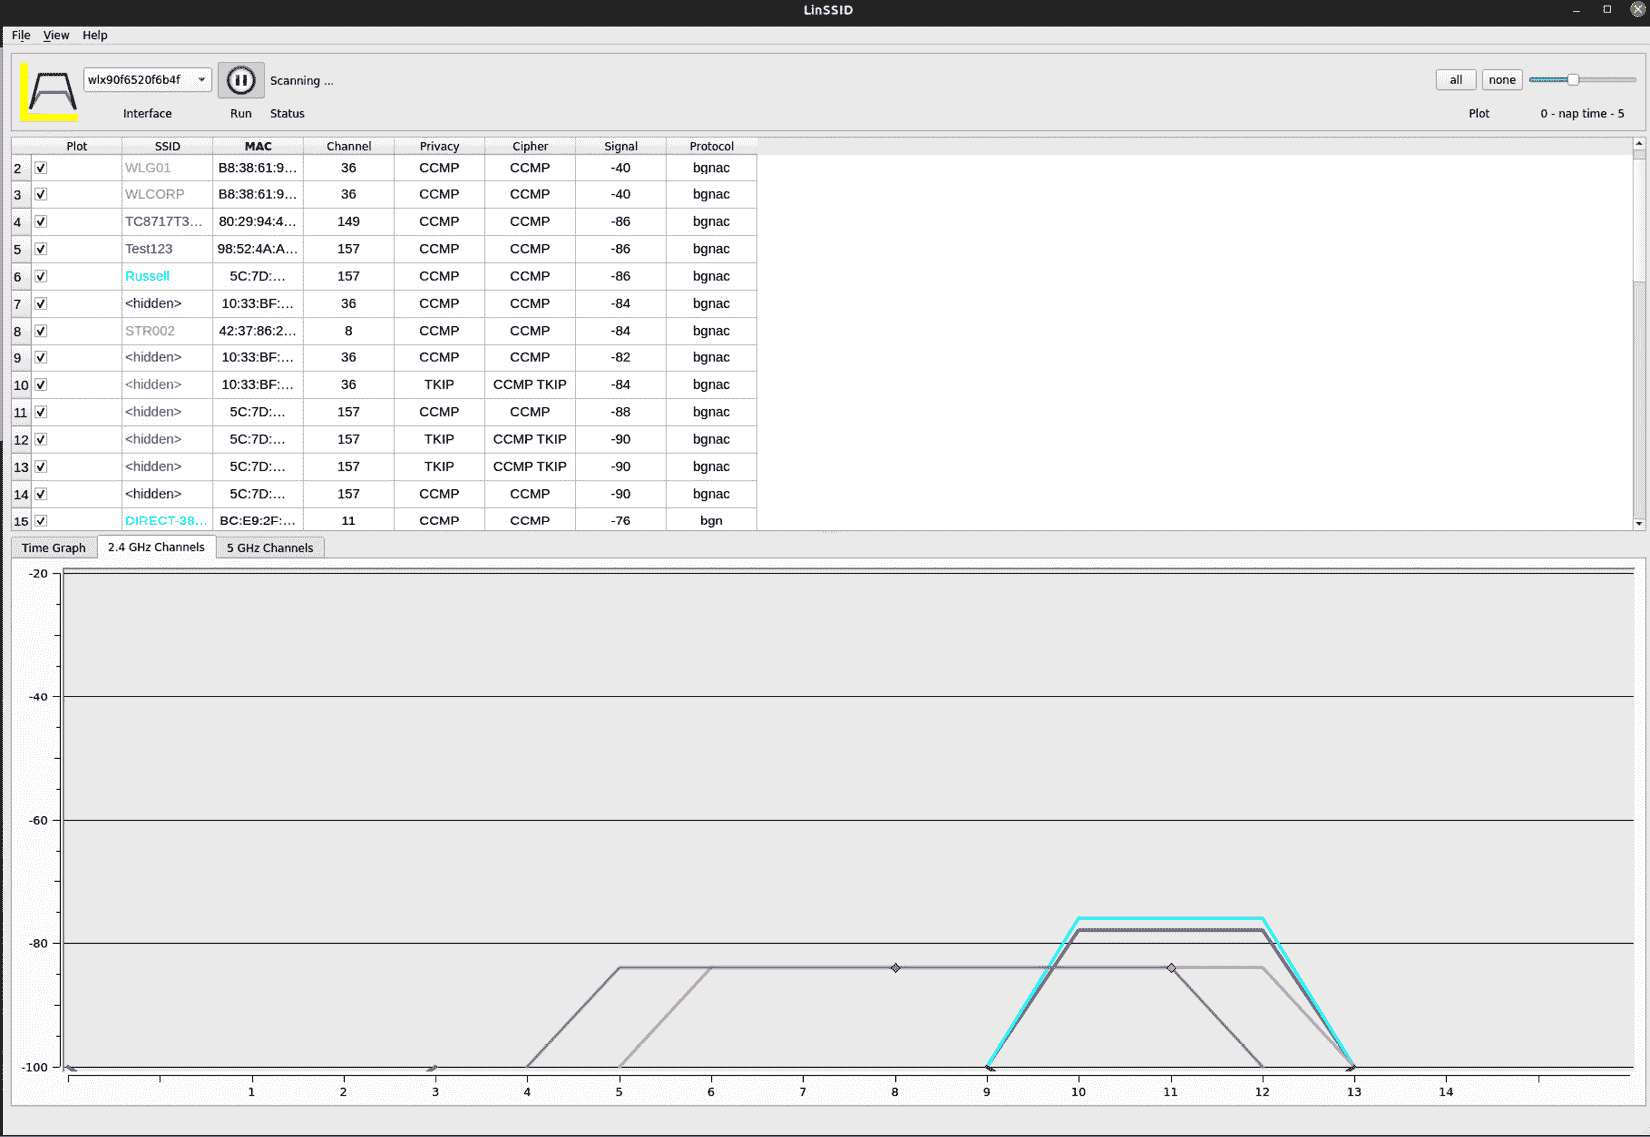 LinSSID
File View Help
wlx90f6520f6b4f Scanning ... all none
Interface Run Status Plot 0 - nap time - 5
Plot SSID MAC Channel Privacy Cipher Signal Protocol
2 WLG01 B8:38:61:9... 36 CCMP CCMP -40 bgnac
3 WLCORP B8:38:61:9... 36 CCMP CCMP -40 bgnac
4 TC8717T3... 80:29:94:4... 149 CCMP CCMP -86 bgnac
5 Test123 98:52:4A:A... 157 CCMP CCMP -86 bgnac
6 Russell 5C:7D:... 157 CCMP CCMP -86 bgnac
7 <hidden> 10:33:BF:... 36 CCMP CCMP -84 bgnac
8 STR002 42:37:86:2... 8 CCMP CCMP -84 bgnac
9 <hidden> 10:33:BF:... 36 CCMP CCMP -82 bgnac
10 <hidden> 10:33:BF:... 36 TKIP CCMP TKIP -84 bgnac
11 <hidden> 5C:7D:... 157 CCMP CCMP -88 bgnac
12 <hidden> 5C:7D:... 157 TKIP CCMP TKIP -90 bgnac
13 <hidden> 5C:7D:... 157 TKIP CCMP TKIP -90 bgnac
14 <hidden> 5C:7D:... 157 CCMP CCMP -90 bgnac
15 DIRECT-38... BC:E9:2F:... 11 CCMP CCMP -76 bgn
Time Graph 2.4 GHz Channels 5 GHz Channels
-20
-40
-60
-80
-100
1 2 3 4 5 6 7 8 9 10 11 12 13 14